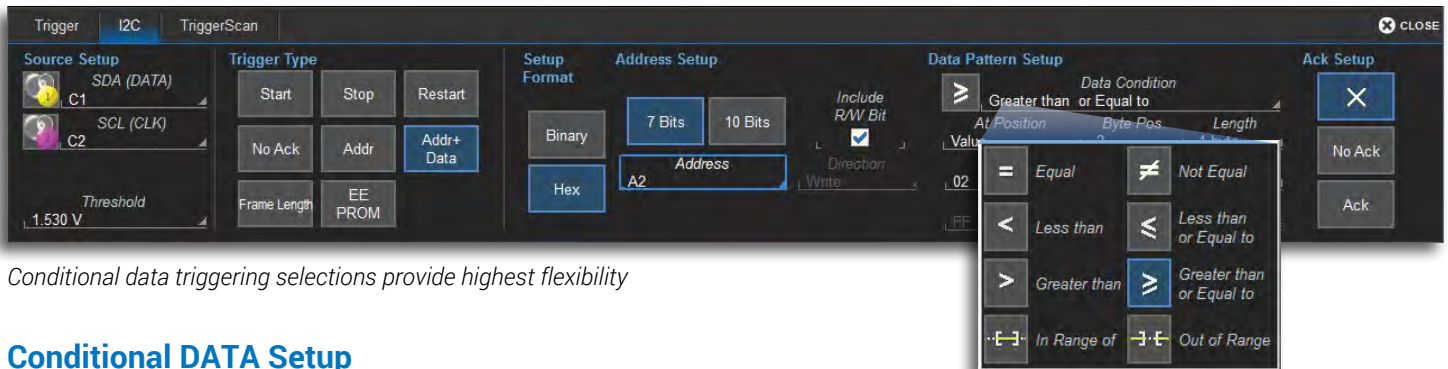 Trigger I2C TriggerScan CLOSE
Source Setup
SDA (DATA)
C1
SCL (CLK)
C2
Threshold
1.530 V
Trigger Type
Start Stop Restart
No Ack Addr Addr+
Data
Frame Length EE
PROM
Setup
Format
Binary
Hex
Address Setup
7 Bits 10 Bits
Include
R/W Bit
Address
A2
Direction
Write
Data Pattern Setup
Data Condition
Greater than or Equal to
At Position Byte Pos. Length
Valu 2 1 byte
02
FF
= Equal ≠ Not Equal
< Less than ≤ Less than
or Equal to
> Greater than ≥ Greater than
or Equal to
In Range of Out of Range
Ack Setup
X
No Ack
Ack
Conditional data triggering selections provide highest flexibility
Conditional DATA Setup